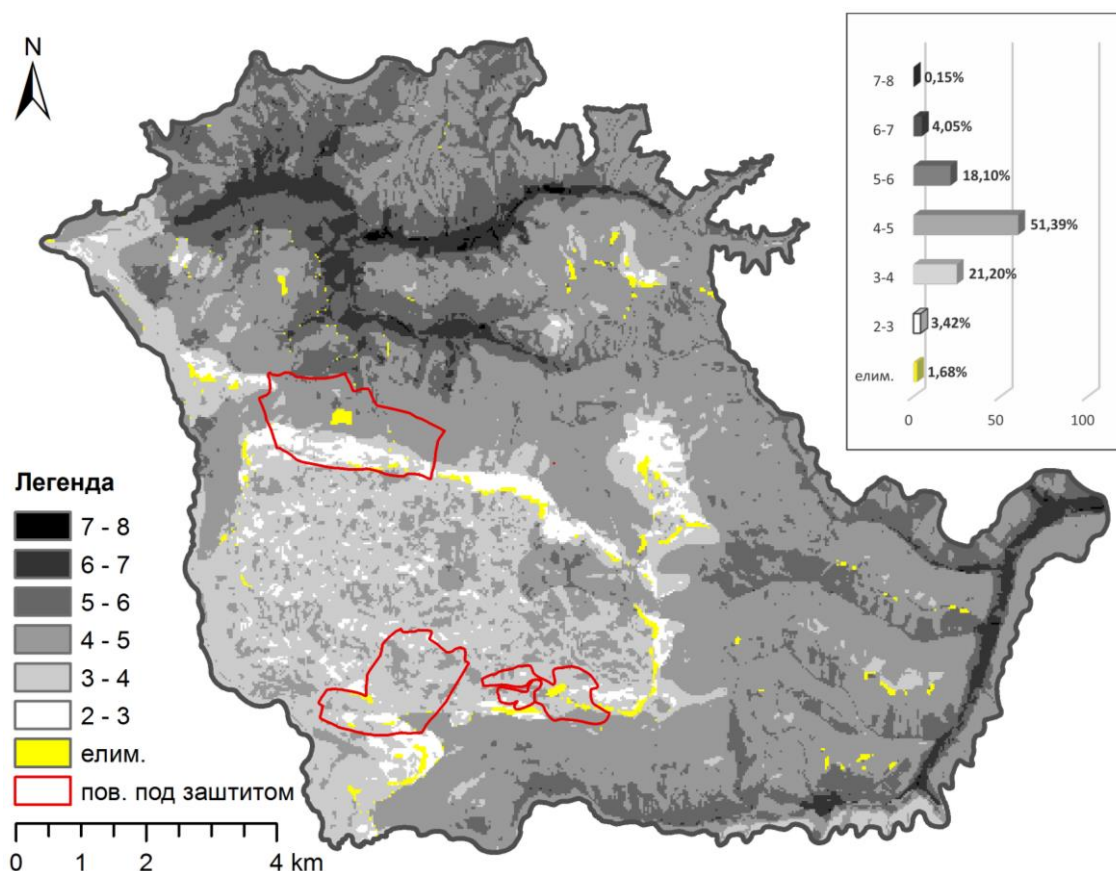 N
7-8
0,15%
6-7
4,05%
5-6
18,10%
4-5
51,39%
3-4
21,20%
2-3
3,42%
елим.
1,68%
0 50 100
Легенда
7 - 8
6 - 7
5 - 6
4 - 5
3 - 4
2 - 3
елим.
пов. под заштитом
0 1 2 4 km